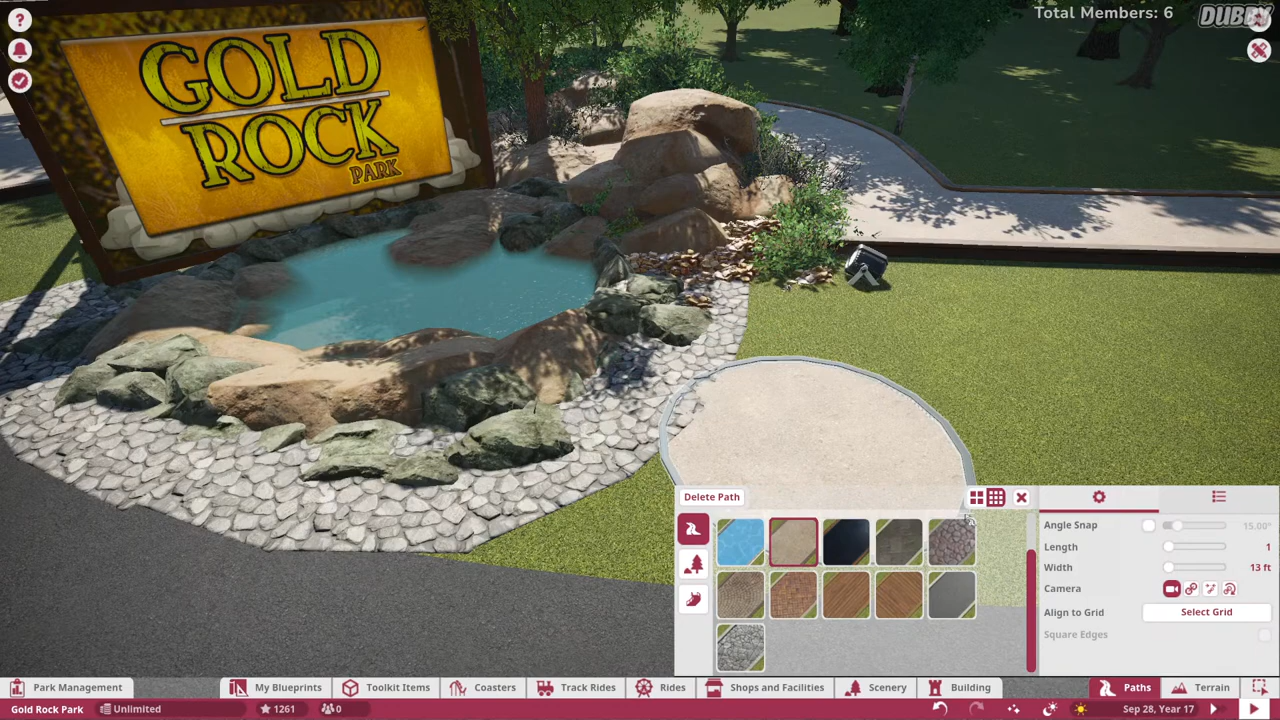 Total Members: 6
DUBBY
GOLD
ROCK
PARK
Delete Path
Angle Snap
15.00°
Length
1
Width
13 ft
Camera
Align to Grid
Select Grid
Square Edges
Park Management
My Blueprints
Toolkit Items
Coasters
Track Rides
Rides
Shops and Facilities
Scenery
Building
Paths
Terrain
Gold Rock Park
Unlimited
1261
0
Sep 28, Year 17